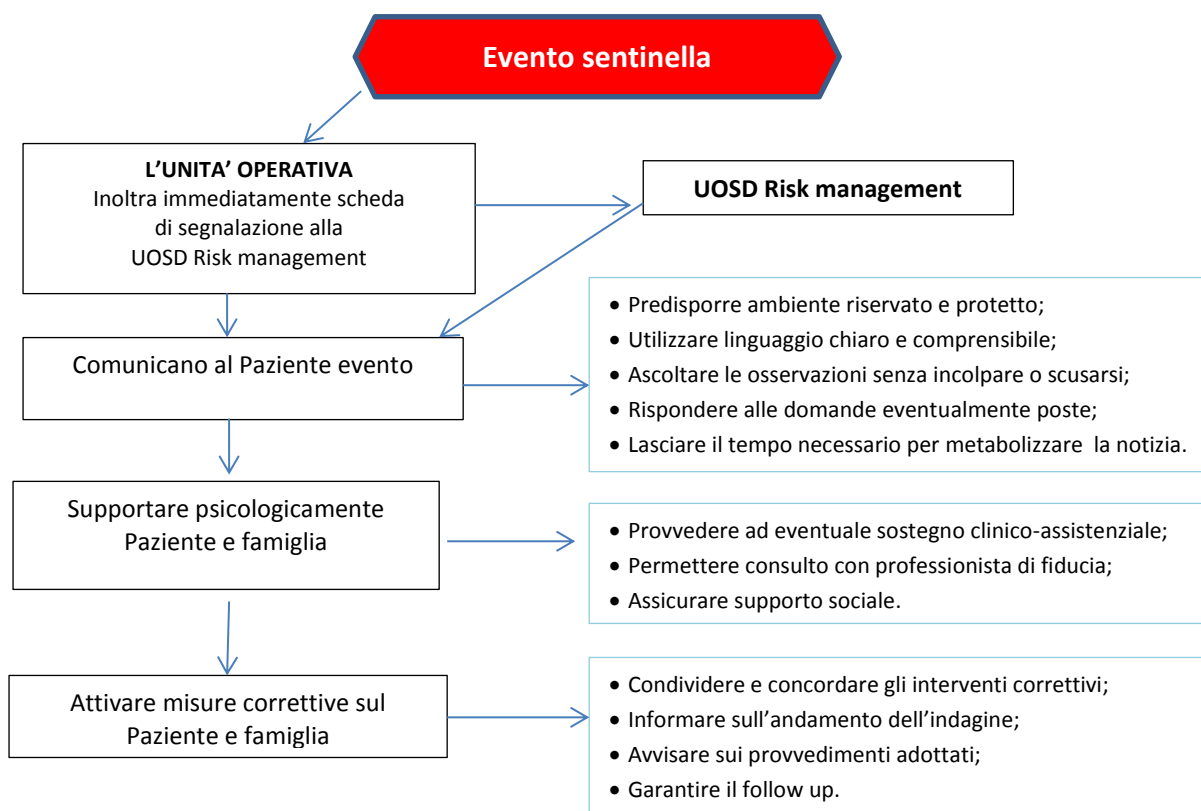 Evento sentinella
L’UNITA’ OPERATIVA
Inoltra immediatamente scheda
di segnalazione alla
UOSD Risk management
UOSD Risk management
Comunicano al Paziente evento
• Predisporre ambiente riservato e protetto;
• Utilizzare linguaggio chiaro e comprensibile;
• Ascoltare le osservazioni senza incolpare o scusarsi;
• Rispondere alle domande eventualmente poste;
• Lasciare il tempo necessario per metabolizzare la notizia.
Supportare psicologicamente
Paziente e famiglia
• Provvedere ad eventuale sostegno clinico-assistenziale;
• Permettere consulto con professionista di fiducia;
• Assicurare supporto sociale.
Attivare misure correttive sul
Paziente e famiglia
• Condividere e concordare gli interventi correttivi;
• Informare sull’andamento dell’indagine;
• Avvisare sui provvedimenti adottati;
• Garantire il follow up.